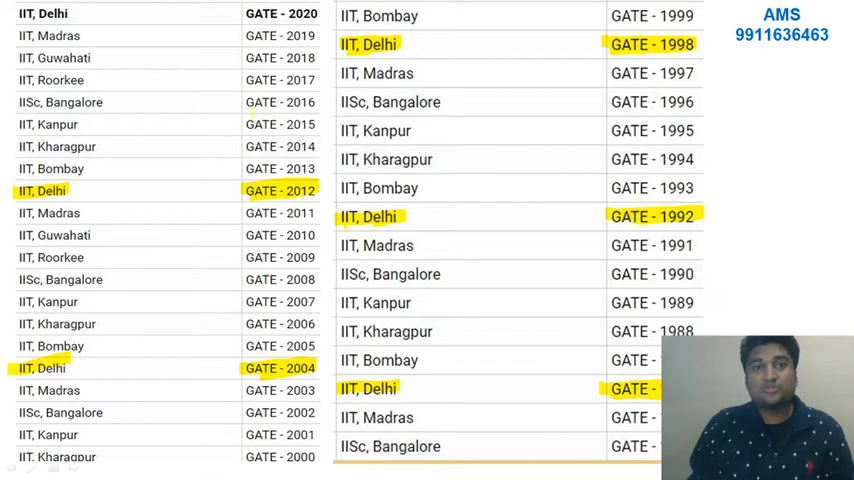 IIT, Delhi GATE - 2020
IIT, Madras GATE - 2019
IIT, Guwahati GATE - 2018
IIT, Roorkee GATE - 2017
IISc, Bangalore GATE - 2016
IIT, Kanpur GATE - 2015
IIT, Kharagpur GATE - 2014
IIT, Bombay GATE - 2013
IIT, Delhi GATE - 2012
IIT, Madras GATE - 2011
IIT, Guwahati GATE - 2010
IIT, Roorkee GATE - 2009
IISc, Bangalore GATE - 2008
IIT, Kanpur GATE - 2007
IIT, Kharagpur GATE - 2006
IIT, Bombay GATE - 2005
IIT, Delhi GATE - 2004
IIT, Madras GATE - 2003
IISc, Bangalore GATE - 2002
IIT, Kanpur GATE - 2001
IIT, Kharagpur GATE - 2000
IIT, Bombay GATE - 1999
IIT, Delhi GATE - 1998
IIT, Madras GATE - 1997
IISc, Bangalore GATE - 1996
IIT, Kanpur GATE - 1995
IIT, Kharagpur GATE - 1994
IIT, Bombay GATE - 1993
IIT, Delhi GATE - 1992
IIT, Madras GATE - 1991
IISc, Bangalore GATE - 1990
IIT, Kanpur GATE - 1989
IIT, Kharagpur GATE - 1988
IIT, Bombay GATE -
IIT, Delhi GATE -
IIT, Madras GATE -
IISc, Bangalore GATE -
AMS
9911636463